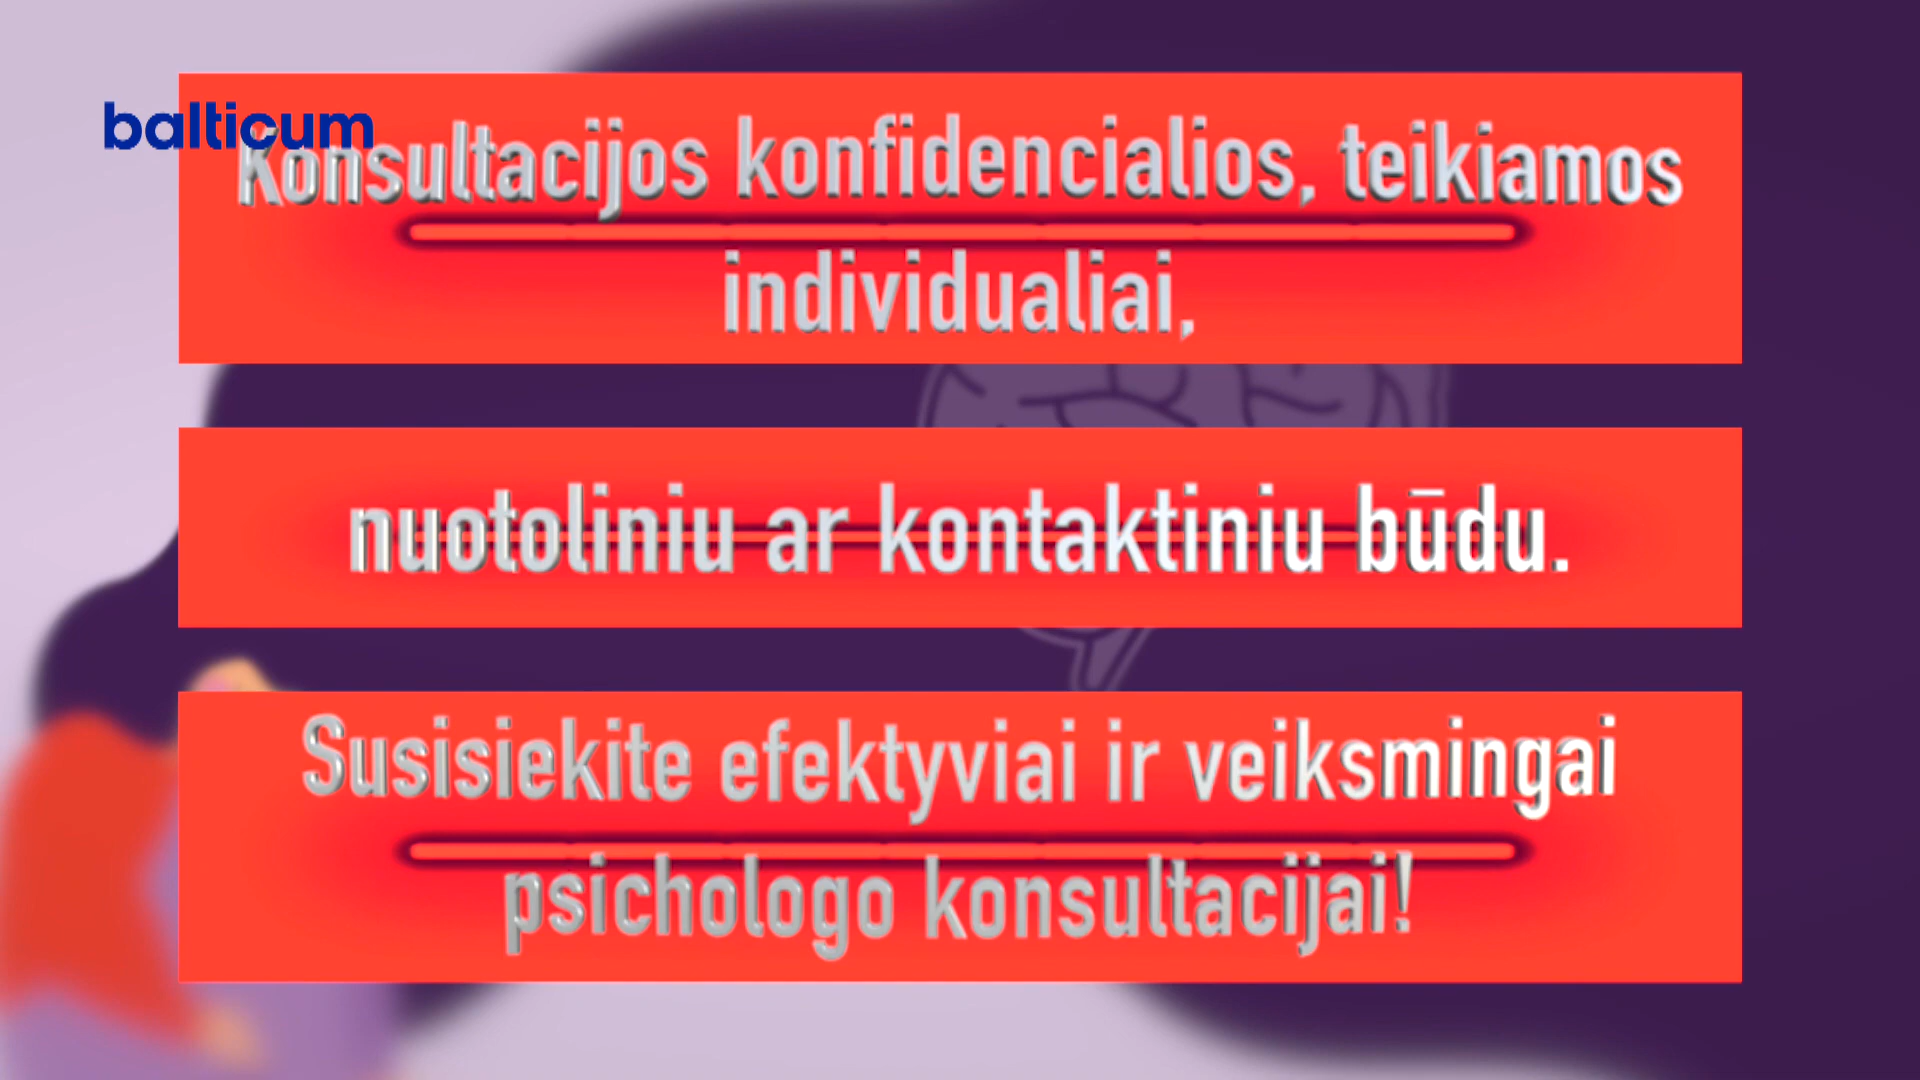 balticum
Konsultacijos konfidencialios, teikiamos
individualiai,
nuotoliniu ar kontaktiniu būdu.
Susisiekite efektyviai ir veiksmingai
psichologo konsultacijai!